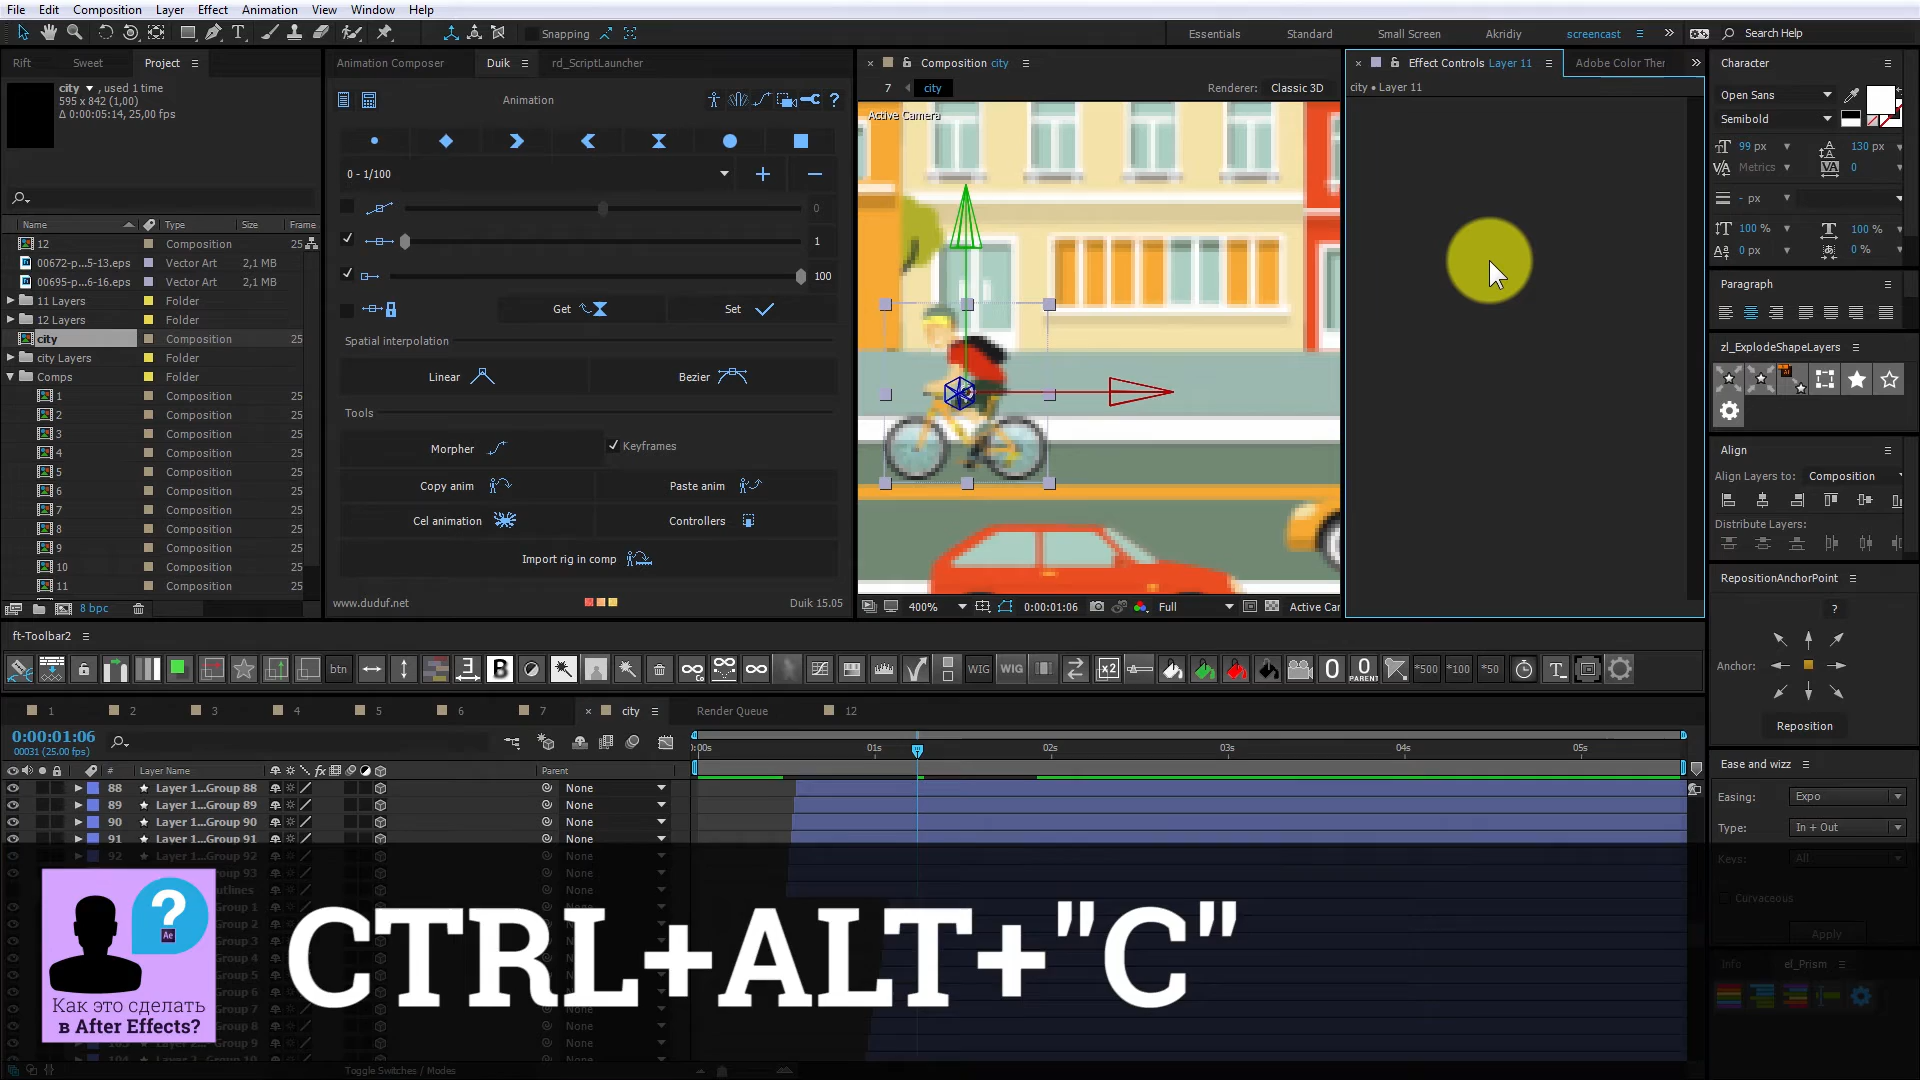 File Edit Composition Layer Effect Animation View Window Help
Snapping
Essentials Standard Small Screen Akridiy screencast Search Help
Rift Sweet Project
city , used 1 time
595 x 842 (1,00)
Δ 0:00:05:14, 25,00 fps
Name Type Size Frame
12 Composition 25
00672-p...5-13.eps Vector Art 2,1 MB
00695-p...6-16.eps Vector Art 2,1 MB
11 Layers Folder
12 Layers Folder
city Composition 25
city Layers Folder
Comps Folder
1 Composition 25
2 Composition 25
3 Composition 25
4 Composition 25
5 Composition 25
6 Composition 25
7 Composition 25
8 Composition 25
9 Composition 25
10 Composition 25
11 Composition 25
8 bpc
Animation Composer Duik rd_ScriptLauncher
Animation
0 - 1/100
0
1
100
Get Set
Spatial interpolation
Linear Bezier
Tools
Morpher Keyframes
Copy anim Paste anim
Cel animation Controllers
Import rig in comp
www.duduf.net Duik 15.05
Composition city
7 city Renderer: Classic 3D
Active Camera
400% 0:00:01:06 Full Active Car
Effect Controls Layer 11 Adobe Color Ther
city • Layer 11
Character
Open Sans
Semibold
99 px 130 px
Metrics 0
- px
100 % 100 %
0 px 0 %
Paragraph
zl_ExplodeShapeLayers
Align
Align Layers to: Composition
Distribute Layers:
RepositionAnchorPoint
?
Anchor:
Reposition
Ease and wizz
Easing: Expo
Type: In + Out
Keys: All
Curvaceous
Apply
Info el_Prism
ft-Toolbar2
btn B WIG WIG x2 0 0 PARENT *500 *100 *50 T
1 2 3 4 5 6 7 city Render Queue 12
0:00:01:06
00031 (25.00 fps)
:00s 01s 02s 03s 04s 05s
# Layer Name Parent
88 Layer 1...Group 88 None
89 Layer 1...Group 89 None
90 Layer 1...Group 90 None
91 Layer 1...Group 91 None
92 Layer 1...Group 92 None
Group 93 None
None
Group 1 None
Group 2 None
Group 3 None
Group 4 None
Group 5 None
Group 6 None
Group 7 None
Group 8 None
Group 9 None
None
Toggle Switches / Modes
?
Ae
Как это сделать
в After Effects?
CTRL+ALT+"C"